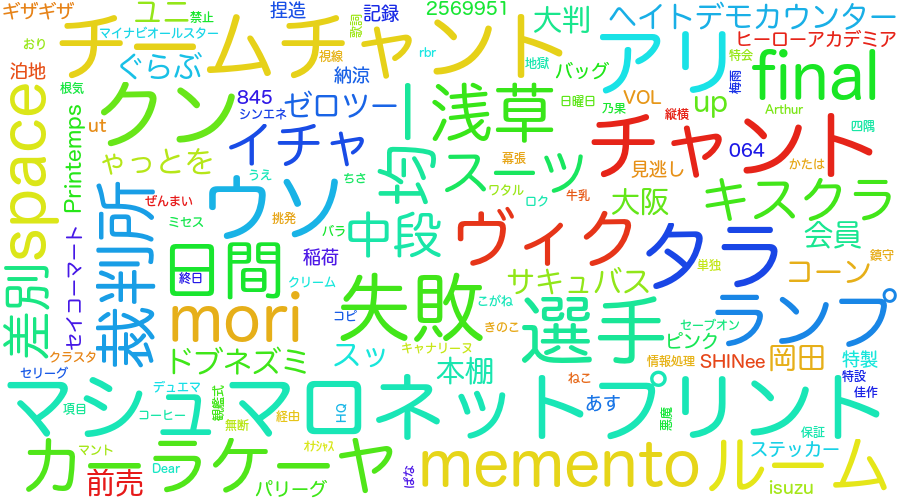 ギザギザ
ユニ
禁止
捏造
記録
歌詞
2569951
大判
ヘイトデモカウンター
マイナビオールスター
おり
チームチャント
視線
rbr
地獄
アリ
ヒーローアカデミア
特会
泊地
ぐらぶ
納涼
バッグ
梅雨
final
根気
space
Printemps
クン
845
シンエネ
ゼロツー
ー
浅草
日曜日
乃果
VOL
up
縦横
Arthur
ut
イチャ
チャント
064
四隅
ゃっとを
うえ
均
スーツ
幕張
見逃し
かたは
裁判所
ぜんまい
ウソ
ちさ
ワタル
ロク
牛乳
大阪
キスクラ
ミセス
挑発
バラ
中段
ヴィク
タラ
会員
鎮守
差別
セイコーマート
日間
終日
稲荷
クリーム
サキュバス
単独
コーン
mori
コピ
失敗
こがね
きのこ
選手
セーブオン
ピンク
ランプ
クラスタ
ドブネズミ
スッ
キャナリーヌ
本棚
情報処理
SHINee
岡田
特製
セリーグ
デュエマ
観艦式
ねこ
特設
佳作
マシュマロネットプリント
項目
コーヒー
無断
経由
HQ
あす
悪魔
保証
カーラケーヤ
マント
Dear
ｵﾅｼｬｽ
ぱな
memento
ルーム
ステッカー
前売
パリーグ
isuzu